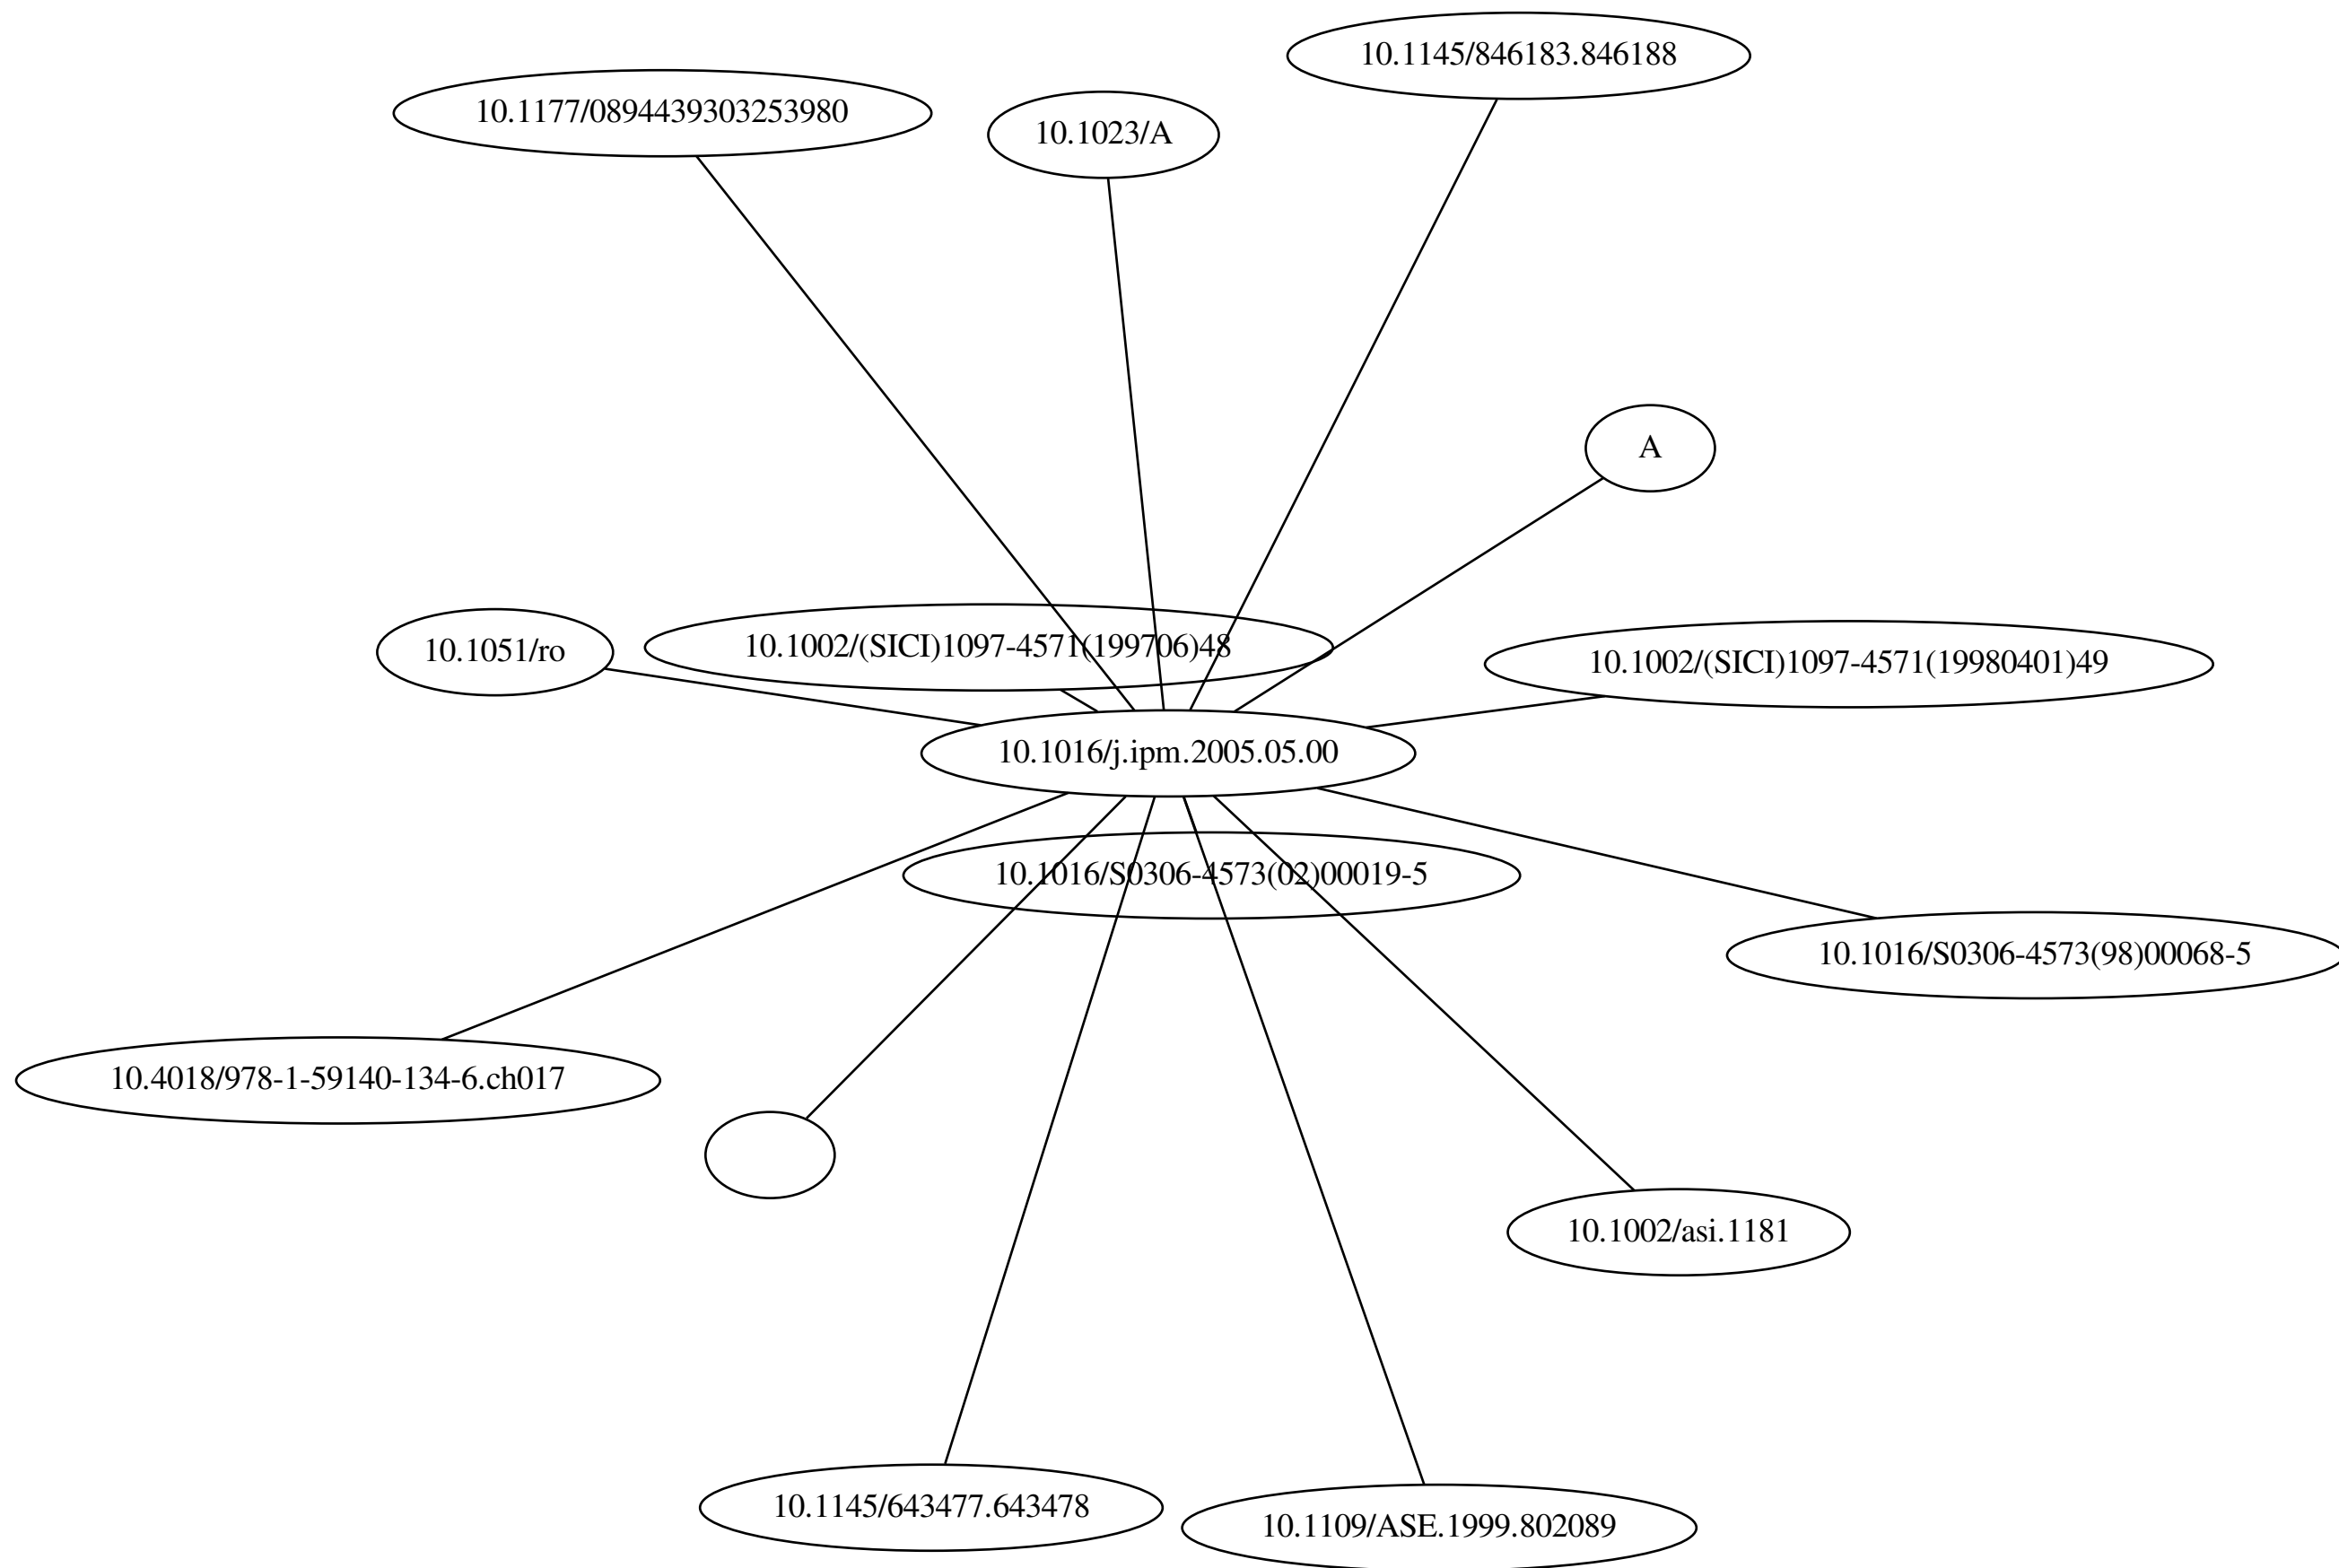 10.1145/846183.846188
10.1177/0894439303253980
10.1023/A
A
10.1002/(SICI)1097-4571(199706)48
10.1051/ro
10.1002/(SICI)1097-4571(19980401)49
10.1016/j.ipm.2005.05.00
10.1016/S0306-4573(02)00019-5
10.1016/S0306-4573(98)00068-5
10.4018/978-1-59140-134-6.ch017
10.1002/asi.1181
10.1145/643477.643478
10.1109/ASE.1999.802089